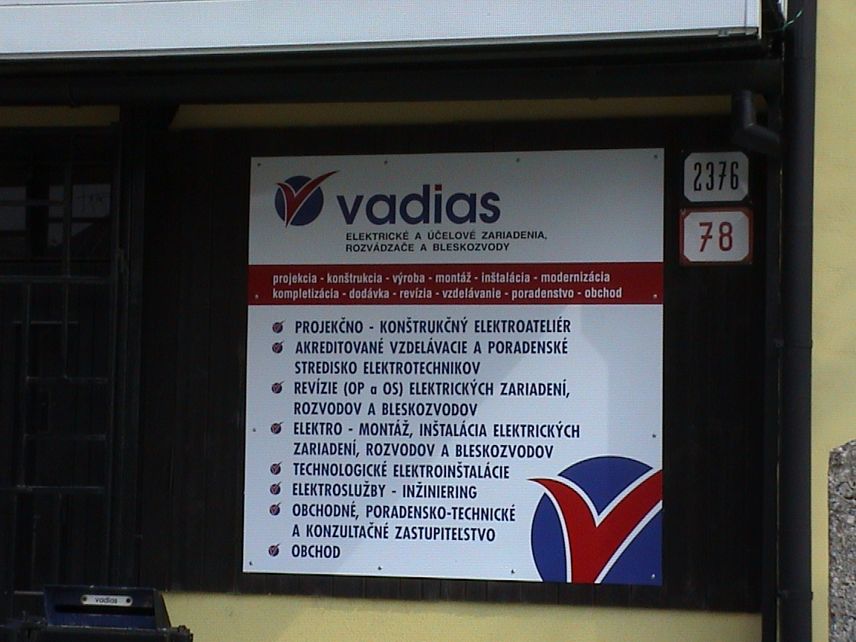 vadias
ELEKTRICKÉ A ÚČELOVÉ ZARIADENIA,
ROZVÁDZAČE A BLESKOZVODY
projekcia - konštrukcia - výroba - montáž - inštalácia - modernizácia
kompletizácia - dodávka - revízia - vzdelávanie - poradenstvo - obchod
PROJEKČNO - KONŠTRUKČNÝ ELEKTROATELIÉR
AKREDITOVANÉ VZDELÁVACIE A PORADENSKÉ
STREDISKO ELEKTROTECHNIKOV
REVÍZIE (OP a OS) ELEKTRICKÝCH ZARIADENÍ,
ROZVODOV A BLESKOZVODOV
ELEKTRO - MONTÁŽ, INŠTALÁCIA ELEKTRICKÝCH
ZARIADENÍ, ROZVODOV A BLESKOZVODOV
TECHNOLOGICKÉ ELEKTROINŠTALÁCIE
ELEKTROSLUŽBY - INŽINIERING
OBCHODNÉ, PORADENSKO-TECHNICKÉ
A KONZULTAČNÉ ZASTUPITEĽSTVO
OBCHOD
2376
78
vadias